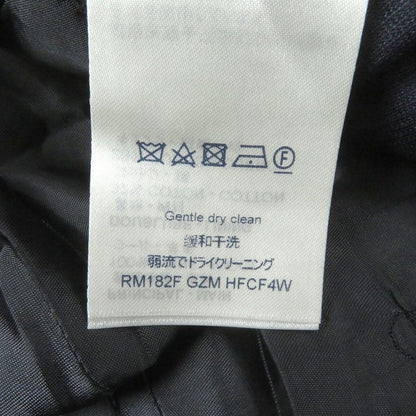 Gentle dry clean
缓和干洗
弱流でドライクリーニング
RM182F GZM HFCF4W